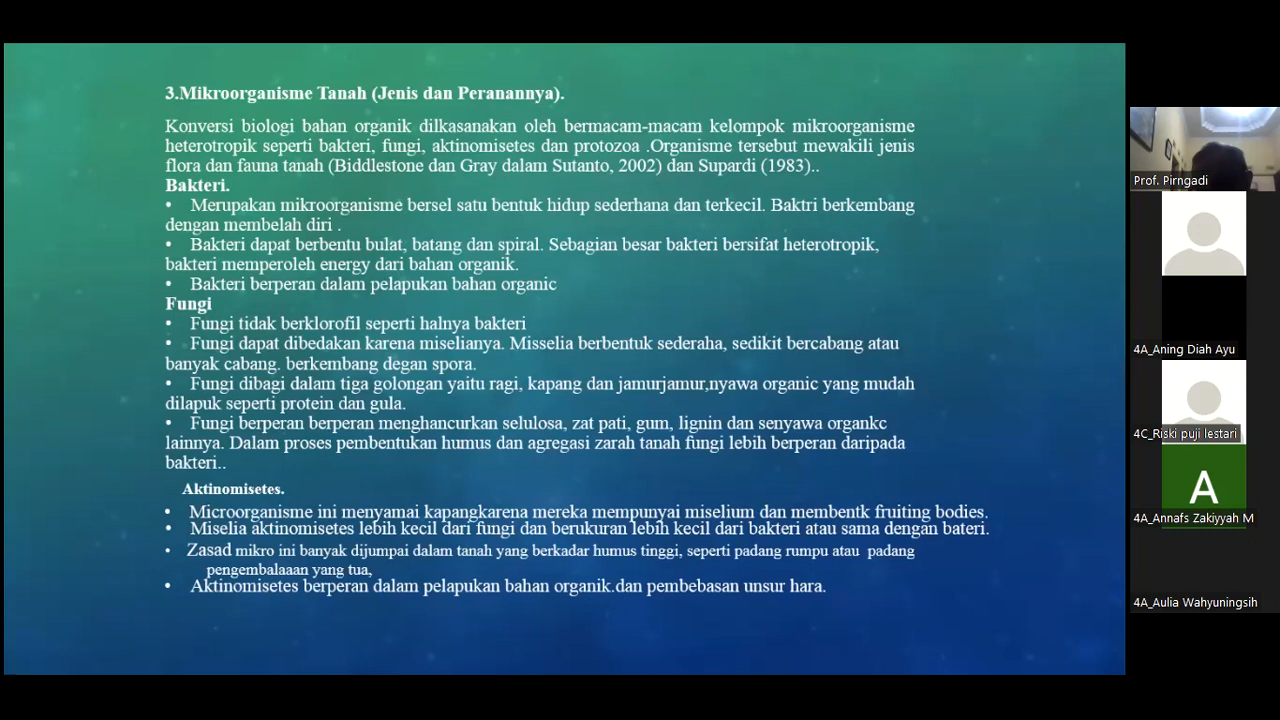 3.Mikroorganisme Tanah (Jenis dan Peranannya).
Konversi biologi bahan organik dilkasanakan oleh bermacam-macam kelompok mikroorganisme
heterotropik seperti bakteri, fungi, aktinomisetes dan protozoa .Organisme tersebut mewakili jenis
flora dan fauna tanah (Biddlestone dan Gray dalam Sutanto, 2002) dan Supardi (1983)..
Bakteri.
• Merupakan mikroorganisme bersel satu bentuk hidup sederhana dan terkecil. Baktri berkembang
dengan membelah diri .
• Bakteri dapat berbentu bulat, batang dan spiral. Sebagian besar bakteri bersifat heterotropik,
bakteri memperoleh energy dari bahan organik.
• Bakteri berperan dalam pelapukan bahan organic
Fungi
• Fungi tidak berklorofil seperti halnya bakteri
• Fungi dapat dibedakan karena miselianya. Misselia berbentuk sederaha, sedikit bercabang atau
banyak cabang. berkembang degan spora.
• Fungi dibagi dalam tiga golongan yaitu ragi, kapang dan jamurjamur,nyawa organic yang mudah
dilapuk seperti protein dan gula.
• Fungi berperan berperan menghancurkan selulosa, zat pati, gum, lignin dan senyawa organkc
lainnya. Dalam proses pembentukan humus dan agregasi zarah tanah fungi lebih berperan daripada
bakteri..
Aktinomisetes.
• Microorganisme ini menyamai kapangkarena mereka mempunyai miselium dan membentk fruiting bodies.
• Miselia aktinomisetes lebih kecil dari fungi dan berukuran lebih kecil dari bakteri atau sama dengan bateri.
• Zasad mikro ini banyak dijumpai dalam tanah yang berkadar humus tinggi, seperti padang rumpu atau padang
pengembalaaan yang tua,
• Aktinomisetes berperan dalam pelapukan bahan organik.dan pembebasan unsur hara.
Prof. Pirngadi
4A_Aning Diah Ayu
4C_Riski puji lestari
A
4A_Annafs Zakiyyah M
4A_Aulia Wahyuningsih